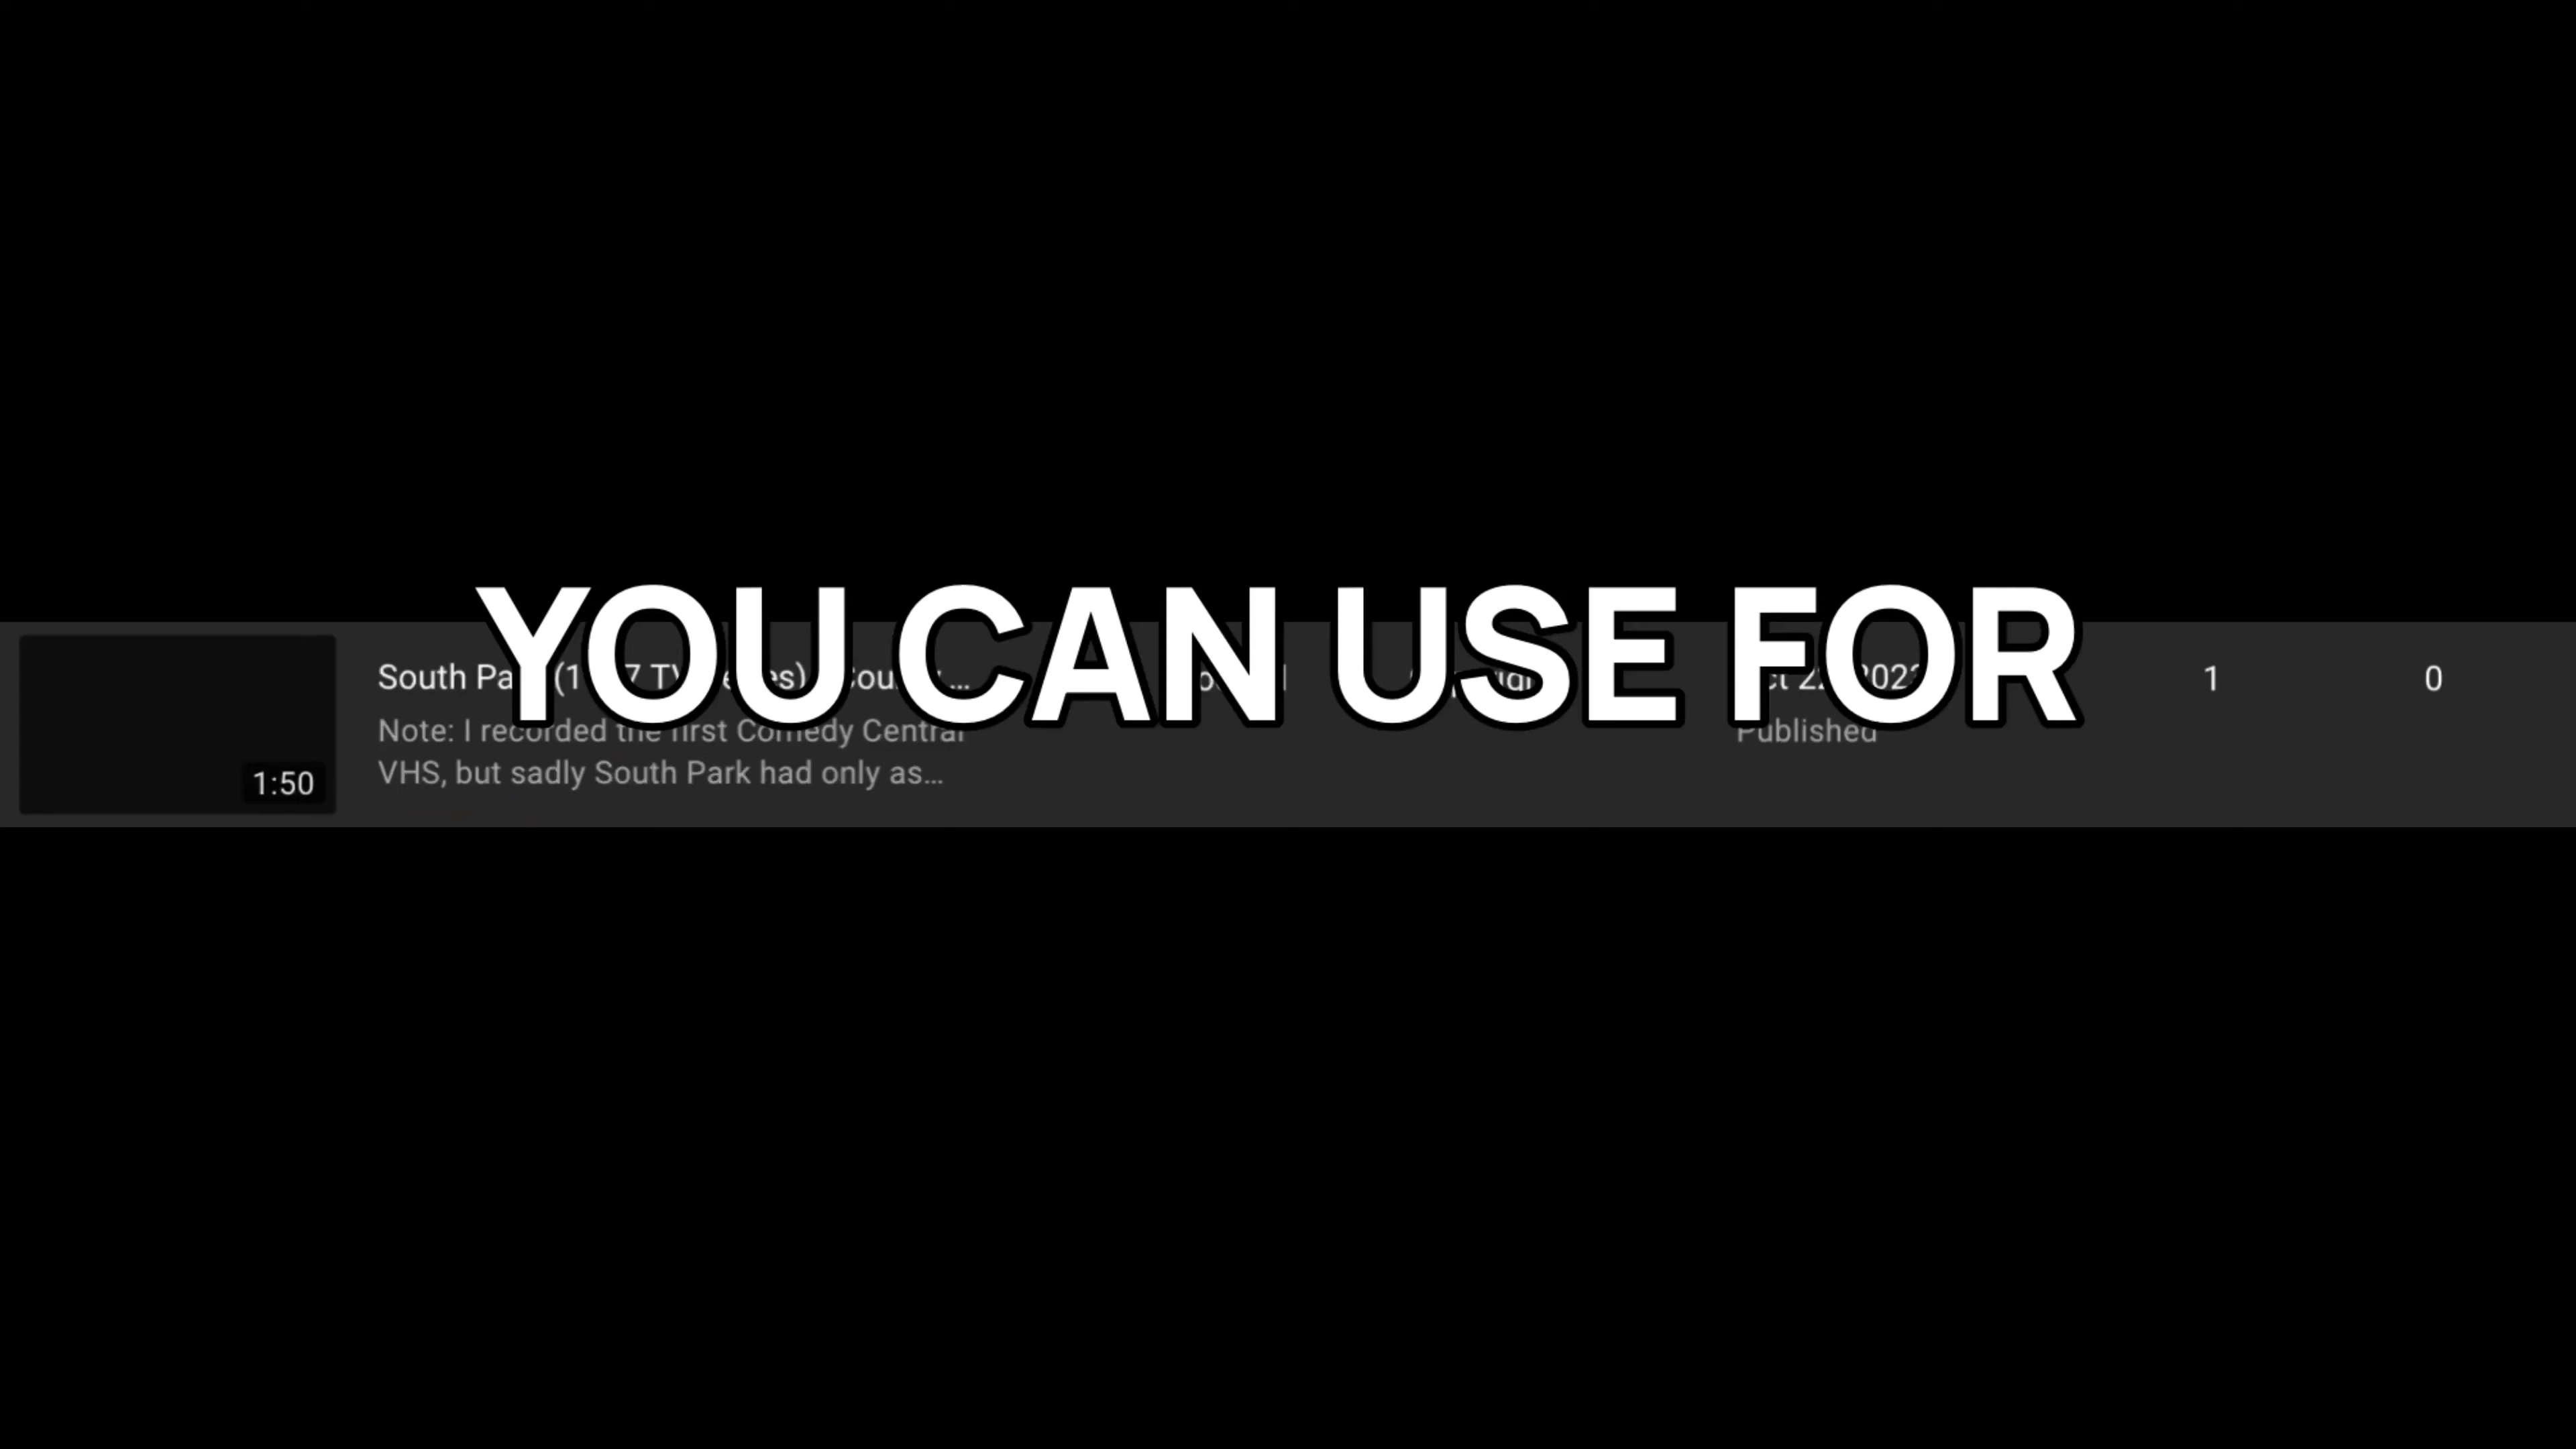 YOU CAN USE FOR
South
Note: I recorded the first Comedy Central
VHS, but sadly South Park had only as...
1:50
Published
1
0